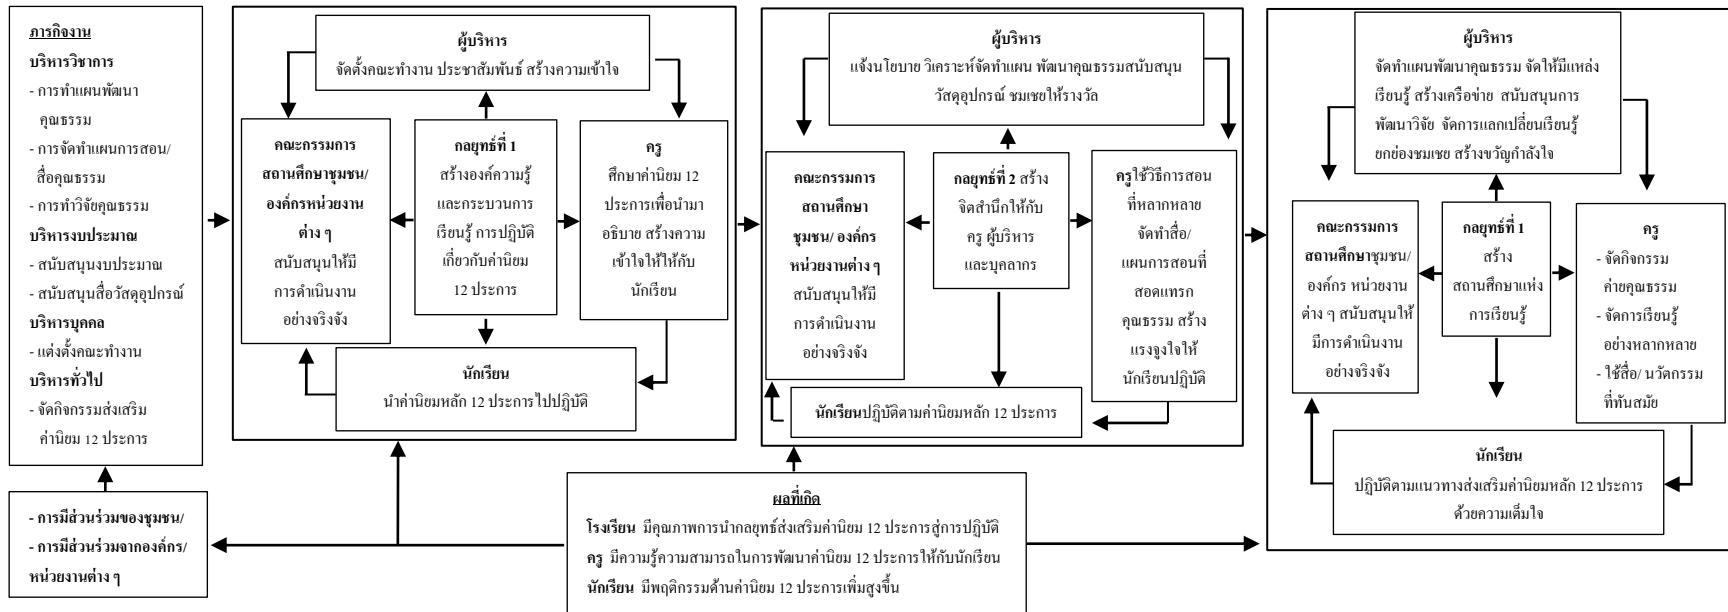 ภารกิจงาน
บริหารวิชาการ
- การทำแผนพัฒนา
คุณธรรม
- การจัดทำแผนการสอน/
สื่อคุณธรรม
- การทำวิจัยคุณธรรม
บริหารงบประมาณ
- สนับสนุนงบประมาณ
- สนับสนุนสื่อวัสดุอุปกรณ์
บริหารบุคคล
- แต่งตั้งคณะทำงาน
บริหารทั่วไป
- จัดกิจกรรมส่งเสริม
ค่านิยม 12 ประการ
- การมีส่วนร่วมของชุมชน/
- การมีส่วนร่วมจากองค์กร/
หน่วยงานต่าง ๆ
ผู้บริหาร
จัดตั้งคณะทำงาน ประชาสัมพันธ์ สร้างความเข้าใจ
คณะกรรมการ
สถานศึกษาชุมชน/
องค์กรหน่วยงาน
ต่าง ๆ
สนับสนุนให้มี
การดำเนินงาน
อย่างจริงจัง
กลยุทธ์ที่ 1
สร้างองค์ความรู้
และกระบวนการ
เรียนรู้ การปฏิบัติ
เกี่ยวกับค่านิยม
12 ประการ
ครู
ศึกษาค่านิยม 12
ประการเพื่อนำมา
อธิบาย สร้างความ
เข้าใจให้ให้กับ
นักเรียน
นักเรียน
นำค่านิยมหลัก 12 ประการไปปฏิบัติ
ผู้บริหาร
แจ้งนโยบาย วิเคราะห์จัดทำแผน พัฒนาคุณธรรมสนับสนุน
วัสดุอุปกรณ์ ชมเชยให้รางวัล
คณะกรรมการ
สถานศึกษา
ชุมชน/ องค์กร
หน่วยงานต่าง ๆ
สนับสนุนให้มี
การดำเนินงาน
อย่างจริงจัง
กลยุทธ์ที่ 2 สร้าง
จิตสำนึกให้กับ
ครู ผู้บริหาร
และบุคลากร
ครูใช้วิธีการสอน
ที่หลากหลาย
จัดทำสื่อ/
แผนการสอนที่
สอดแทรก
คุณธรรม สร้าง
แรงจูงใจให้
นักเรียนปฏิบัติ
นักเรียนปฏิบัติตามค่านิยมหลัก 12 ประการ
ผู้บริหาร
จัดทำแผนพัฒนาคุณธรรม จัดให้มีแหล่ง
เรียนรู้ สร้างเครือข่าย สนับสนุนการ
พัฒนาวิจัย จัดการแลกเปลี่ยนเรียนรู้
ยกย่องชมเชย สร้างขวัญกำลังใจ
คณะกรรมการ
สถานศึกษาชุมชน/
องค์กร หน่วยงาน
ต่าง ๆ สนับสนุนให้
มีการดำเนินงาน
อย่างจริงจัง
กลยุทธ์ที่ 1
สร้าง
สถานศึกษาแห่ง
การเรียนรู้
ครู
- จัดกิจกรรม
ค่ายคุณธรรม
- จัดการเรียนรู้
อย่างหลากหลาย
- ใช้สื่อ/ นวัตกรรม
ที่ทันสมัย
นักเรียน
ปฏิบัติตามแนวทางส่งเสริมค่านิยมหลัก 12 ประการ
ด้วยความเต็มใจ
ผลที่เกิด
โรงเรียน มีคุณภาพการนำกลยุทธ์ส่งเสริมค่านิยม 12 ประการสู่การปฏิบัติ
ครู มีความรู้ความสามารถในการพัฒนาค่านิยม 12 ประการให้กับนักเรียน
นักเรียน มีพฤติกรรมด้านค่านิยม 12 ประการเพิ่มสูงขึ้น